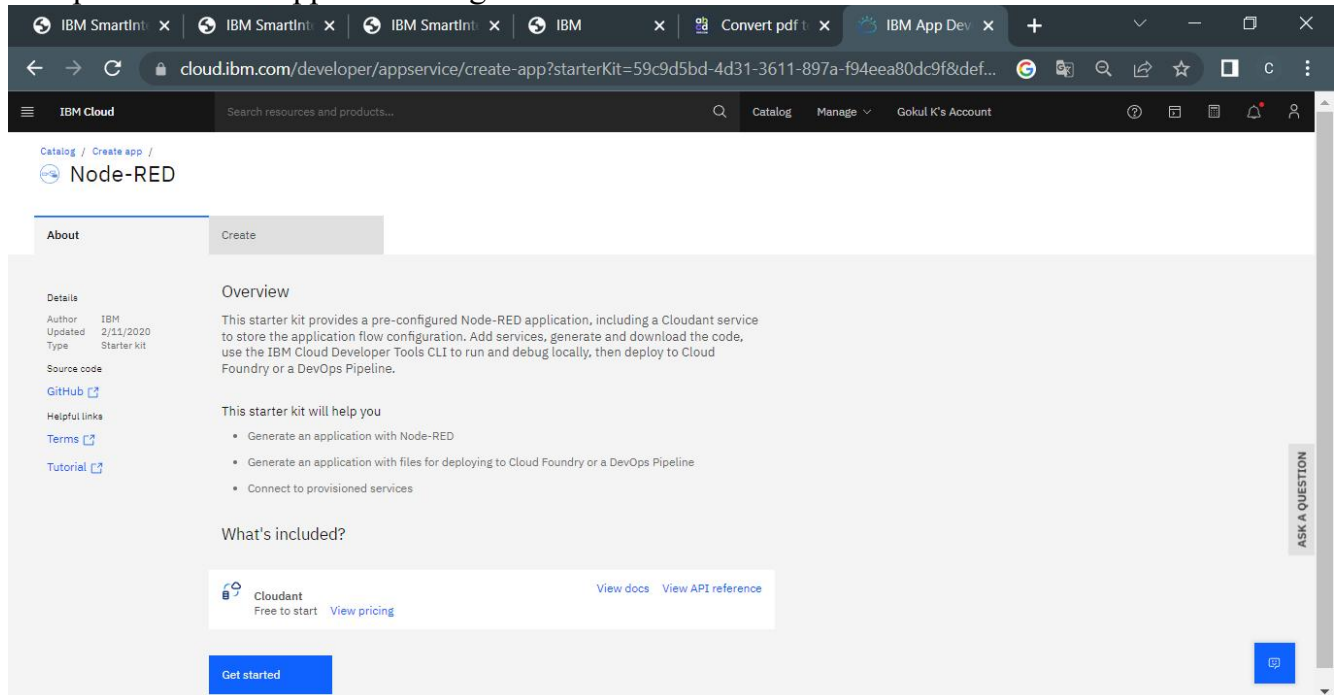 IBM SmartInt
IBM SmartInt
IBM SmartInt
IBM
Convert pdf t
IBM App Dev
cloud.ibm.com/developer/appservice/create-app?starterKit=59c9d5bd-4d31-3611-897a-f94eea80dc9f&def...
C
IBM Cloud
Search resources and products...
Catalog
Manage
Gokul K's Account
Catalog / Create app /
Node-RED
About
Create
Details
Author IBM
Updated 2/11/2020
Type Starter kit
Source code
GitHub
Helpful links
Terms
Tutorial
Overview
This starter kit provides a pre-configured Node-RED application, including a Cloudant service
to store the application flow configuration. Add services, generate and download the code,
use the IBM Cloud Developer Tools CLI to run and debug locally, then deploy to Cloud
Foundry or a DevOps Pipeline.
This starter kit will help you
• Generate an application with Node-RED
• Generate an application with files for deploying to Cloud Foundry or a DevOps Pipeline
• Connect to provisioned services
What's included?
Cloudant
Free to start View pricing
View docs View API reference
Get started
ASK A QUESTION